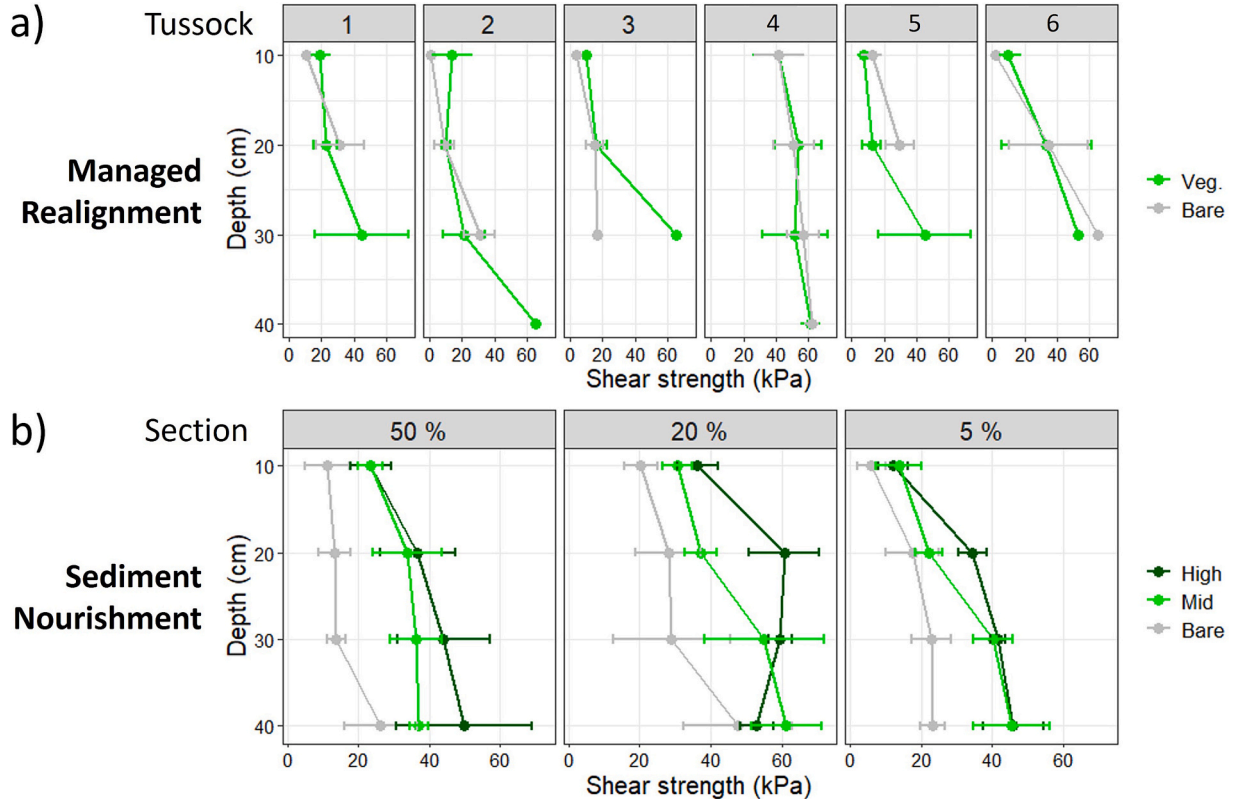 a)
Tussock
1 2 3 4 5 6
Managed
Realignment
Depth (cm)
10
20
30
40
0 20 40 60 0 20 40 60 0 20 40 60 0 20 40 60 0 20 40 60 0 20 40 60
Shear strength (kPa)
Veg.
Bare
b)
Section
50 % 20 % 5 %
Sediment
Nourishment
Depth (cm)
10
20
30
40
0 20 40 60 0 20 40 60 0 20 40 60
Shear strength (kPa)
High
Mid
Bare